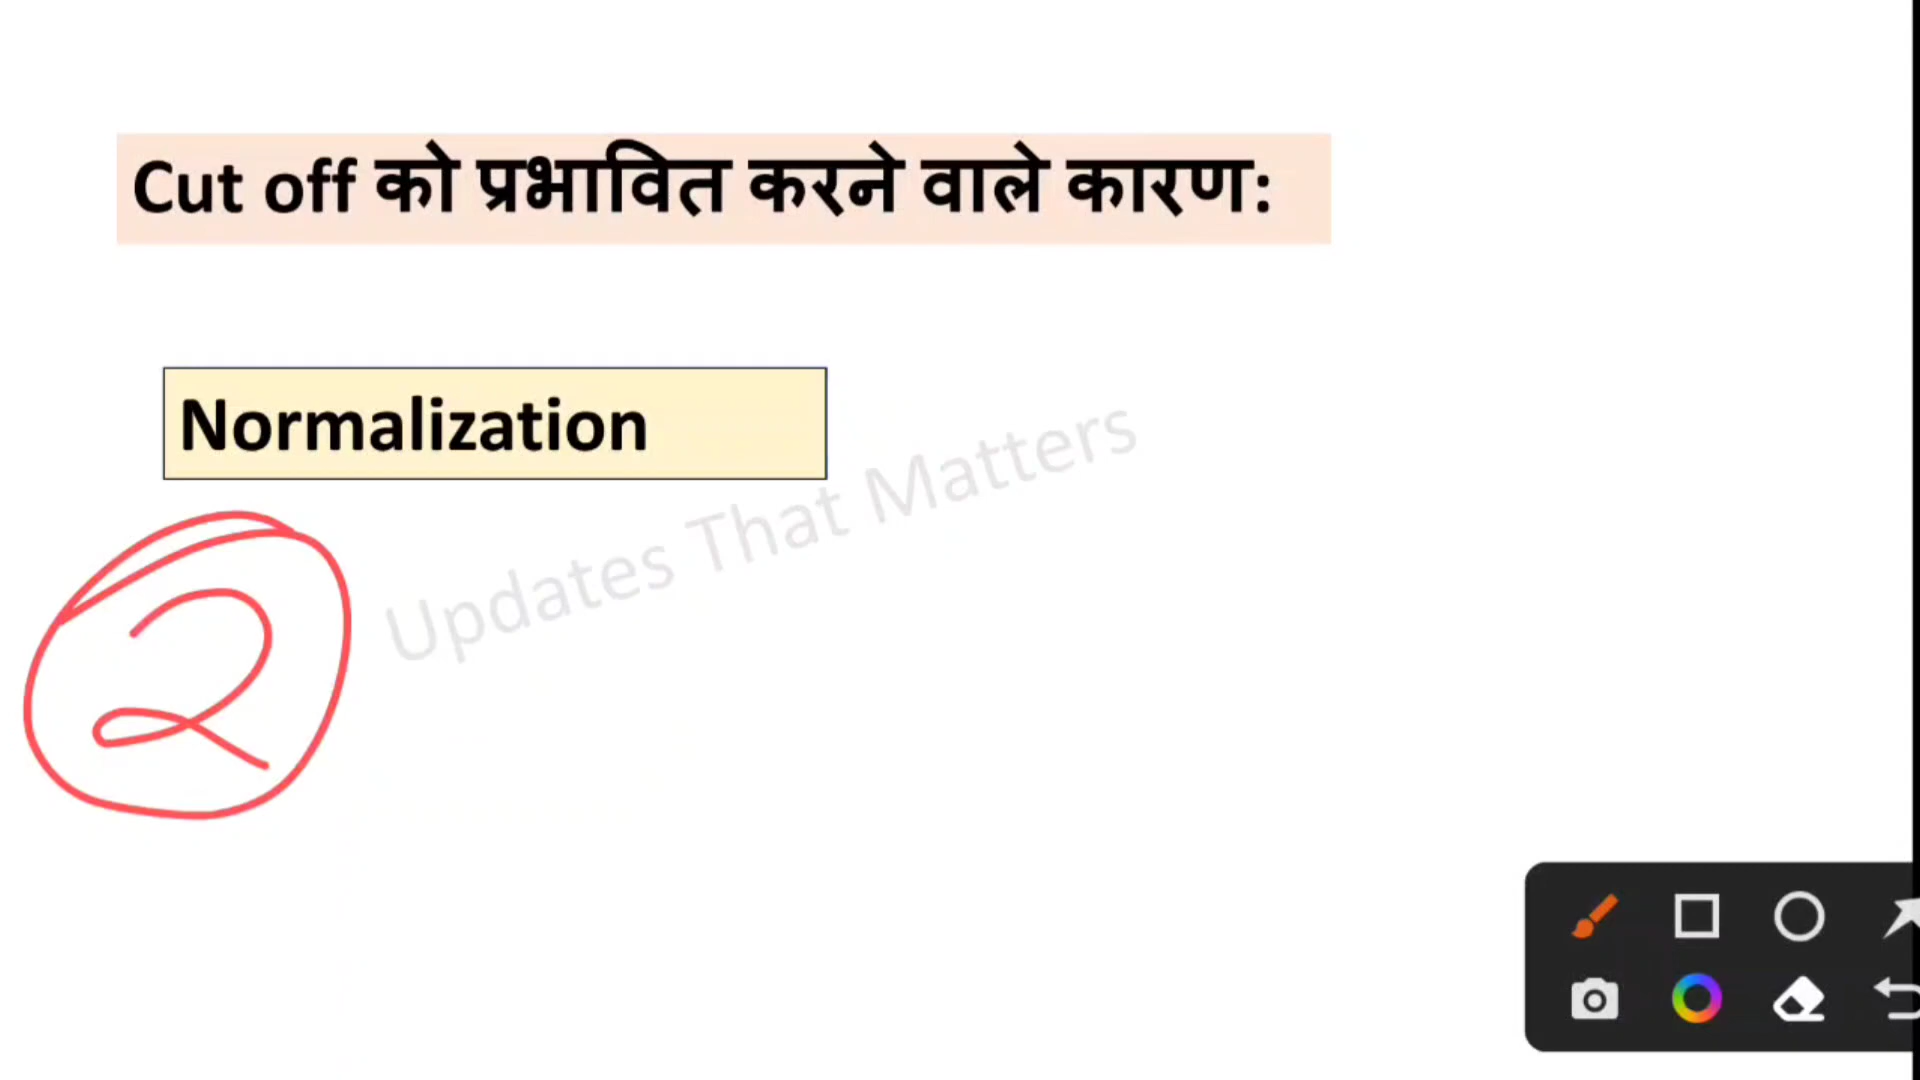 Cut off को प्रभावित करने वाले कारण:
Normalization
Updates That Matters
2